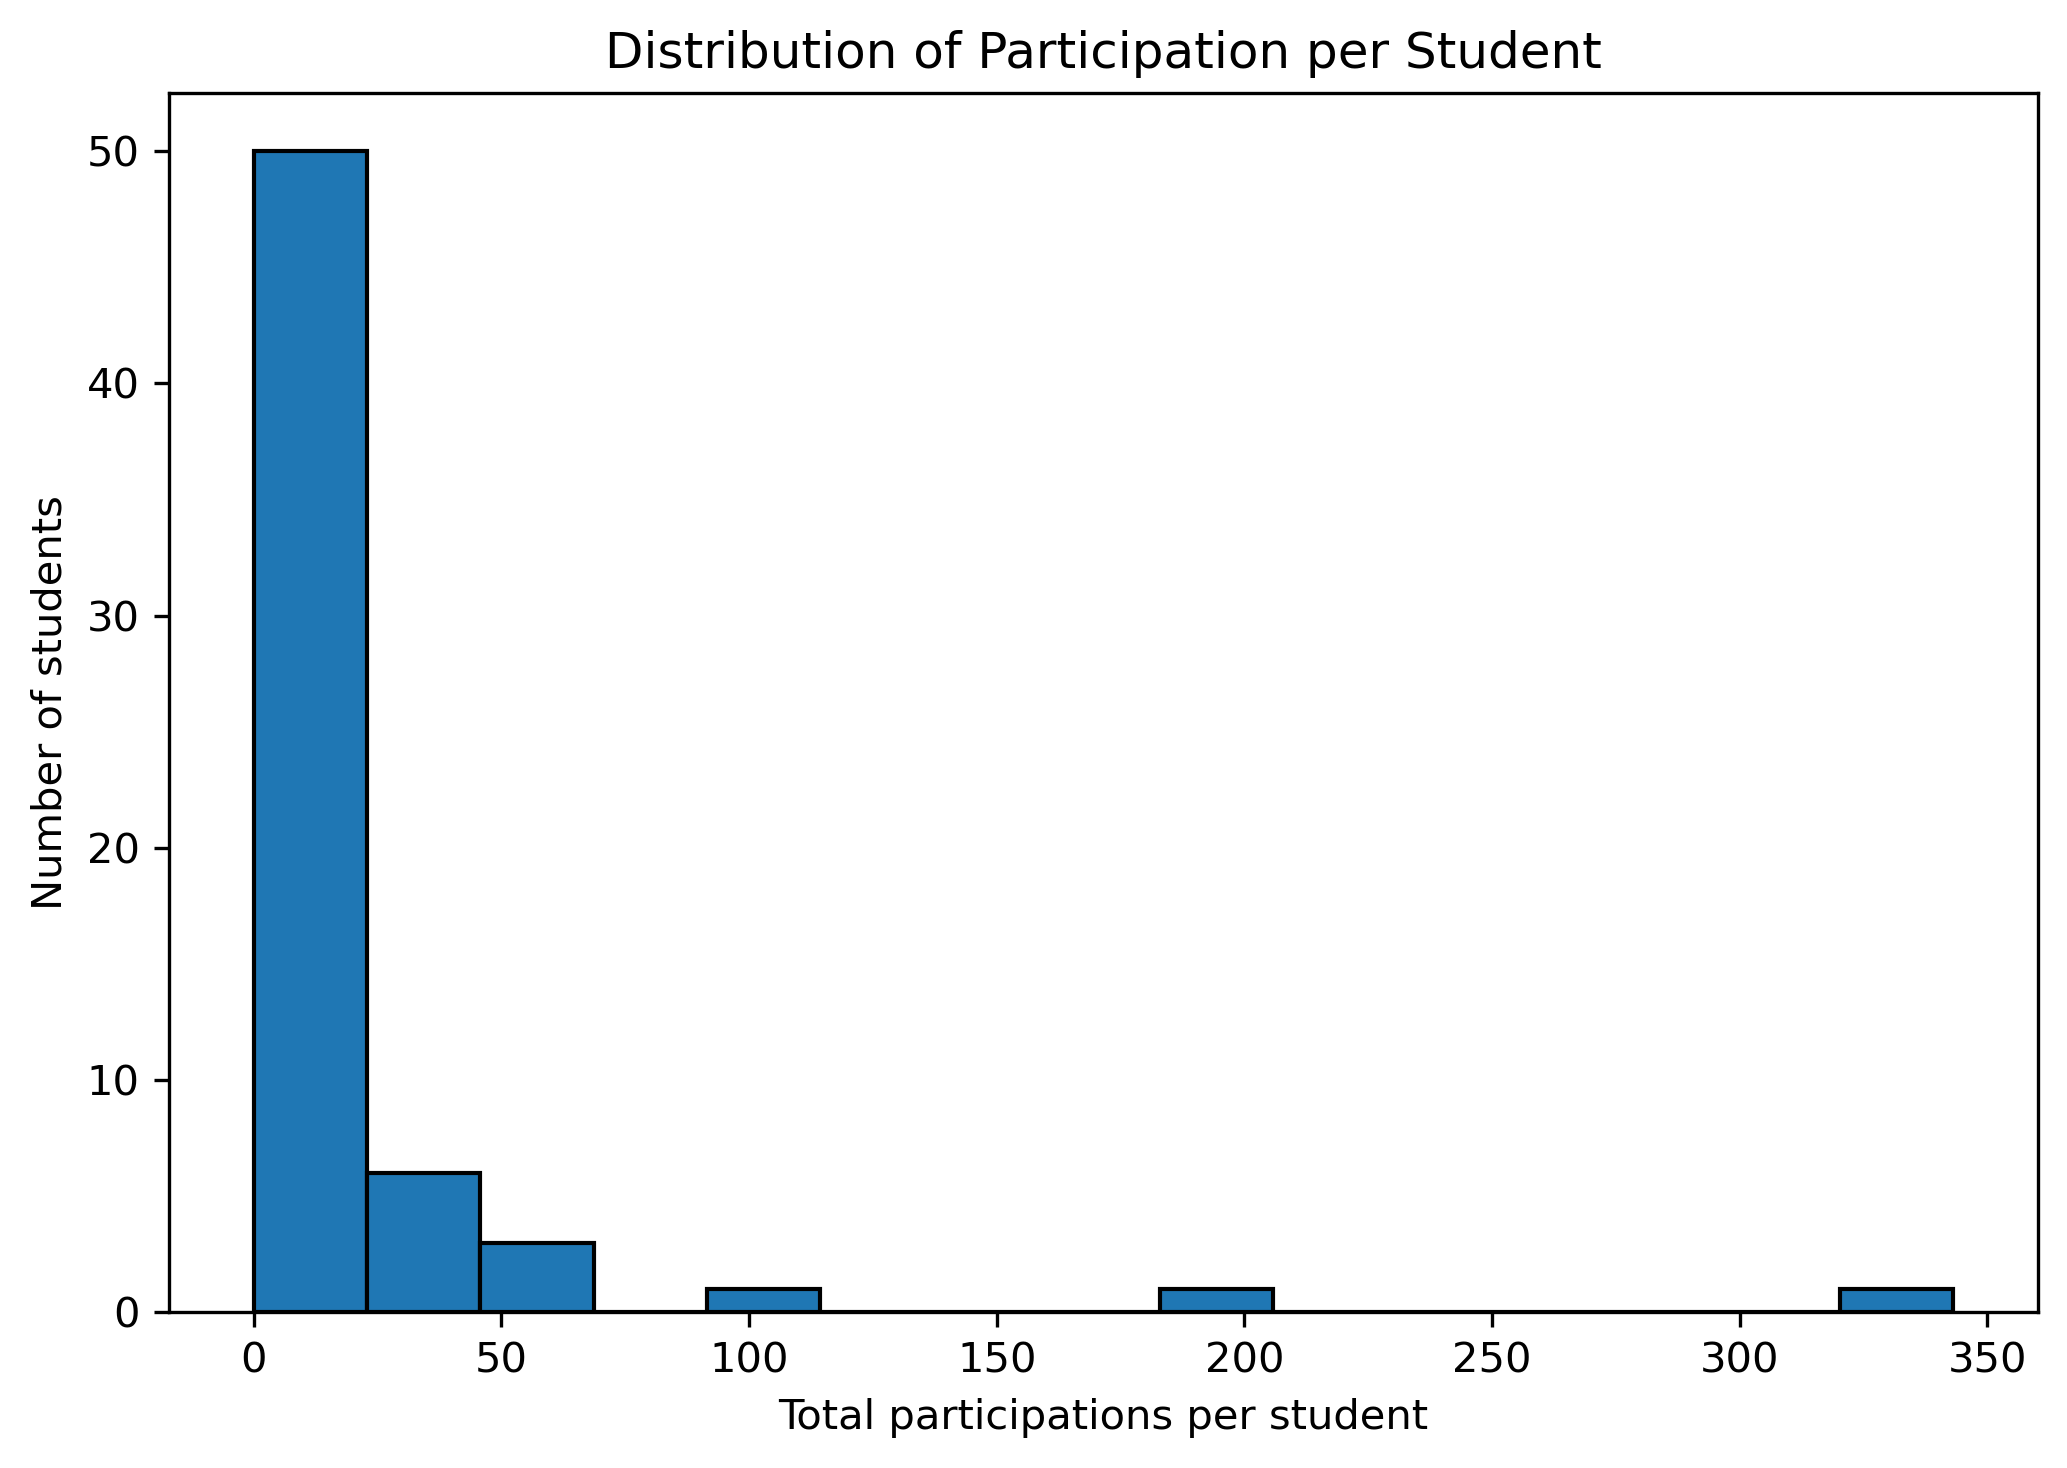 Distribution of Participation per Student
50
40
30
20
10
0
Number of students
0 50 100 150 200 250 300 350
Total participations per student